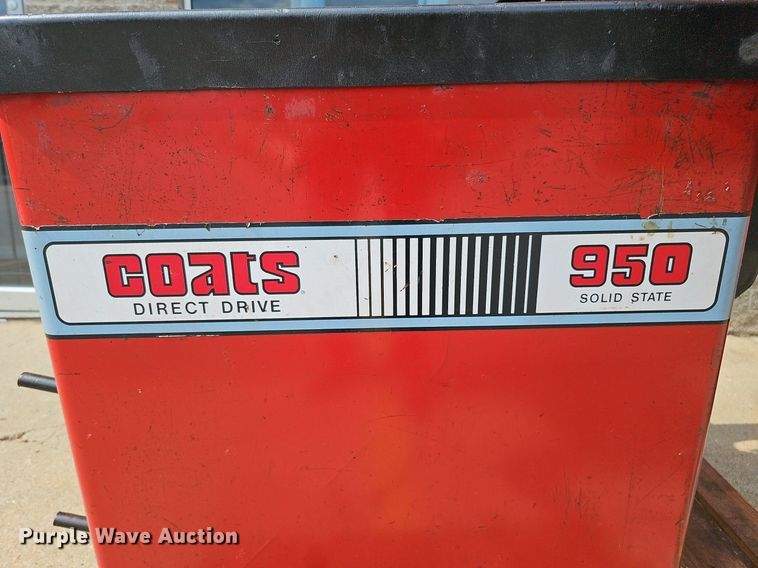 coats
DIRECT DRIVE
950
SOLID STATE
Purple Wave Auction